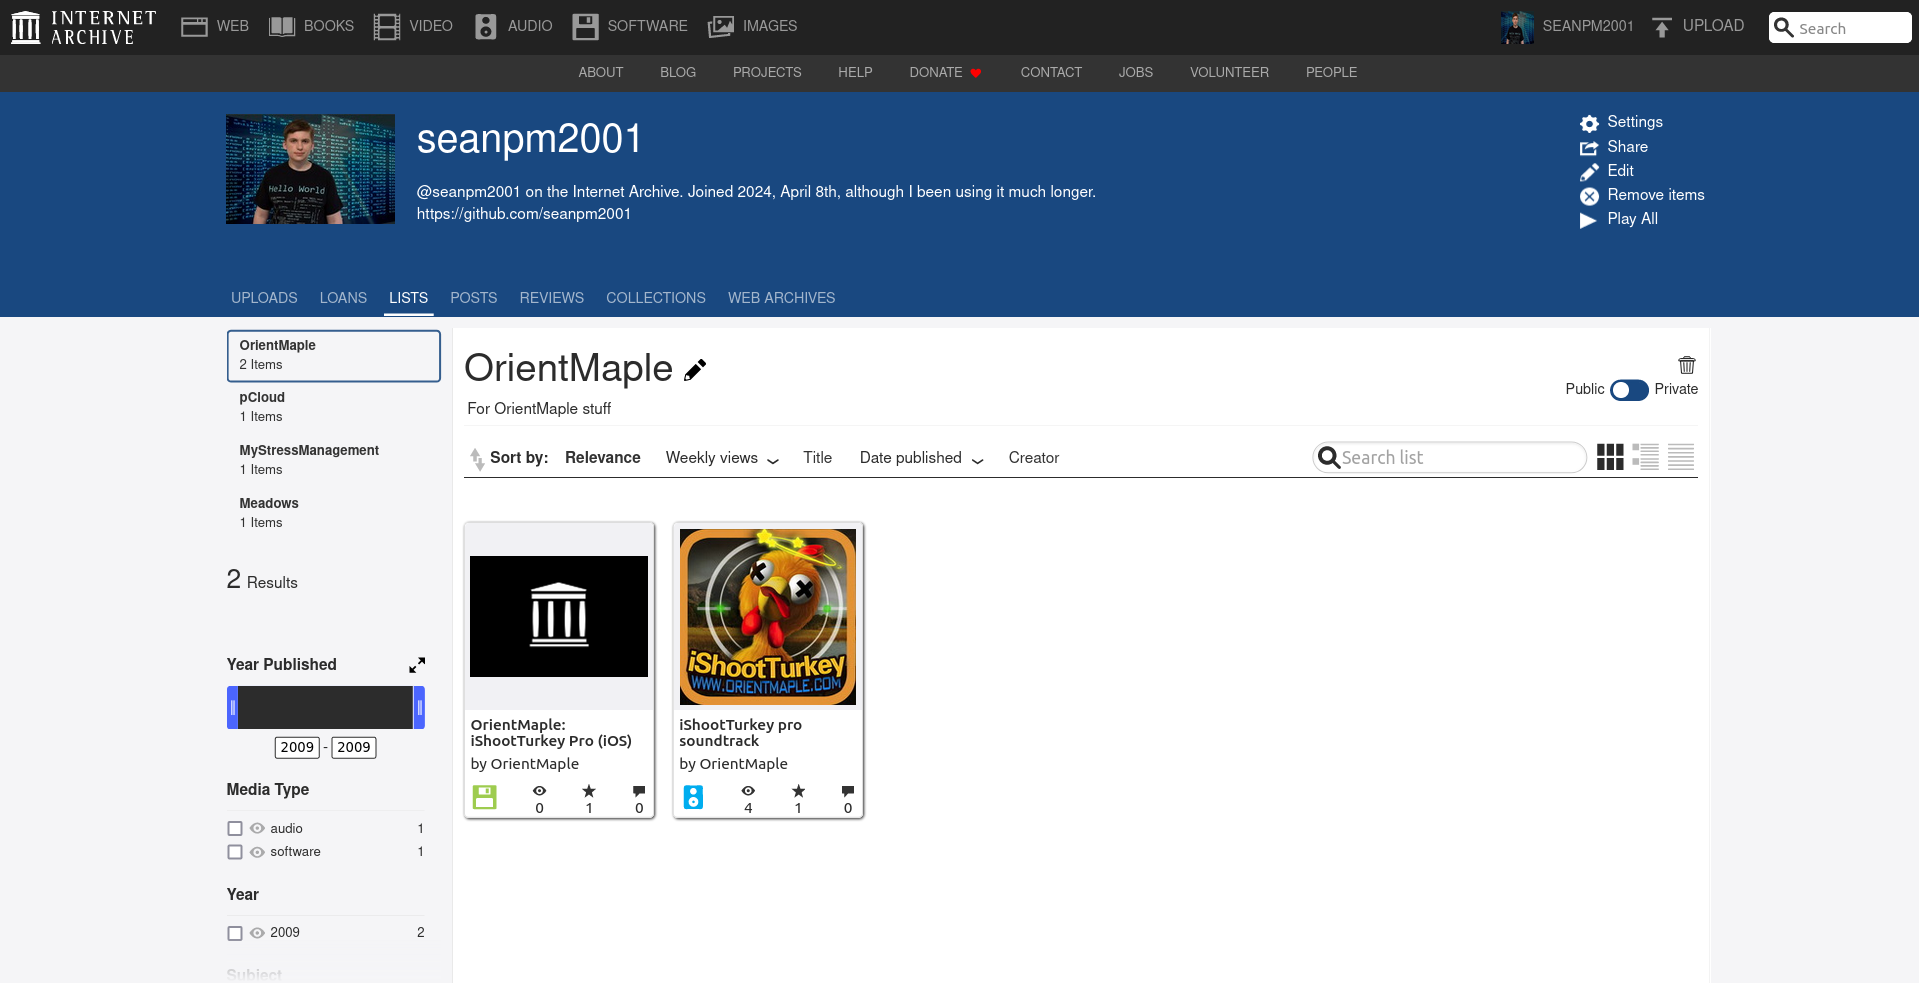 INTERNET
ARCHIVE
WEB
BOOKS
VIDEO
AUDIO
SOFTWARE
IMAGES
SEANPM2001
UPLOAD
Search
ABOUT
BLOG
PROJECTS
HELP
DONATE
CONTACT
JOBS
VOLUNTEER
PEOPLE
Hello World
seanpm2001
@seanpm2001 on the Internet Archive. Joined 2024, April 8th, although I been using it much longer.
https://github.com/seanpm2001
Settings
Share
Edit
Remove items
Play All
UPLOADS
LOANS
LISTS
POSTS
REVIEWS
COLLECTIONS
WEB ARCHIVES
OrientMaple
2 Items
pCloud
1 Items
MyStressManagement
1 Items
Meadows
1 Items
2 Results
Year Published
2009 - 2009
Media Type
audio 1
software 1
Year
2009 2
Subject
OrientMaple
For OrientMaple stuff
Public Private
Sort by: Relevance Weekly views Title Date published Creator
Search list
OrientMaple:
iShootTurkey Pro (iOS)
by OrientMaple
0 1 0
iShootTurkey
WWW.ORIENTMAPLE.COM
iShootTurkey pro
soundtrack
by OrientMaple
4 1 0